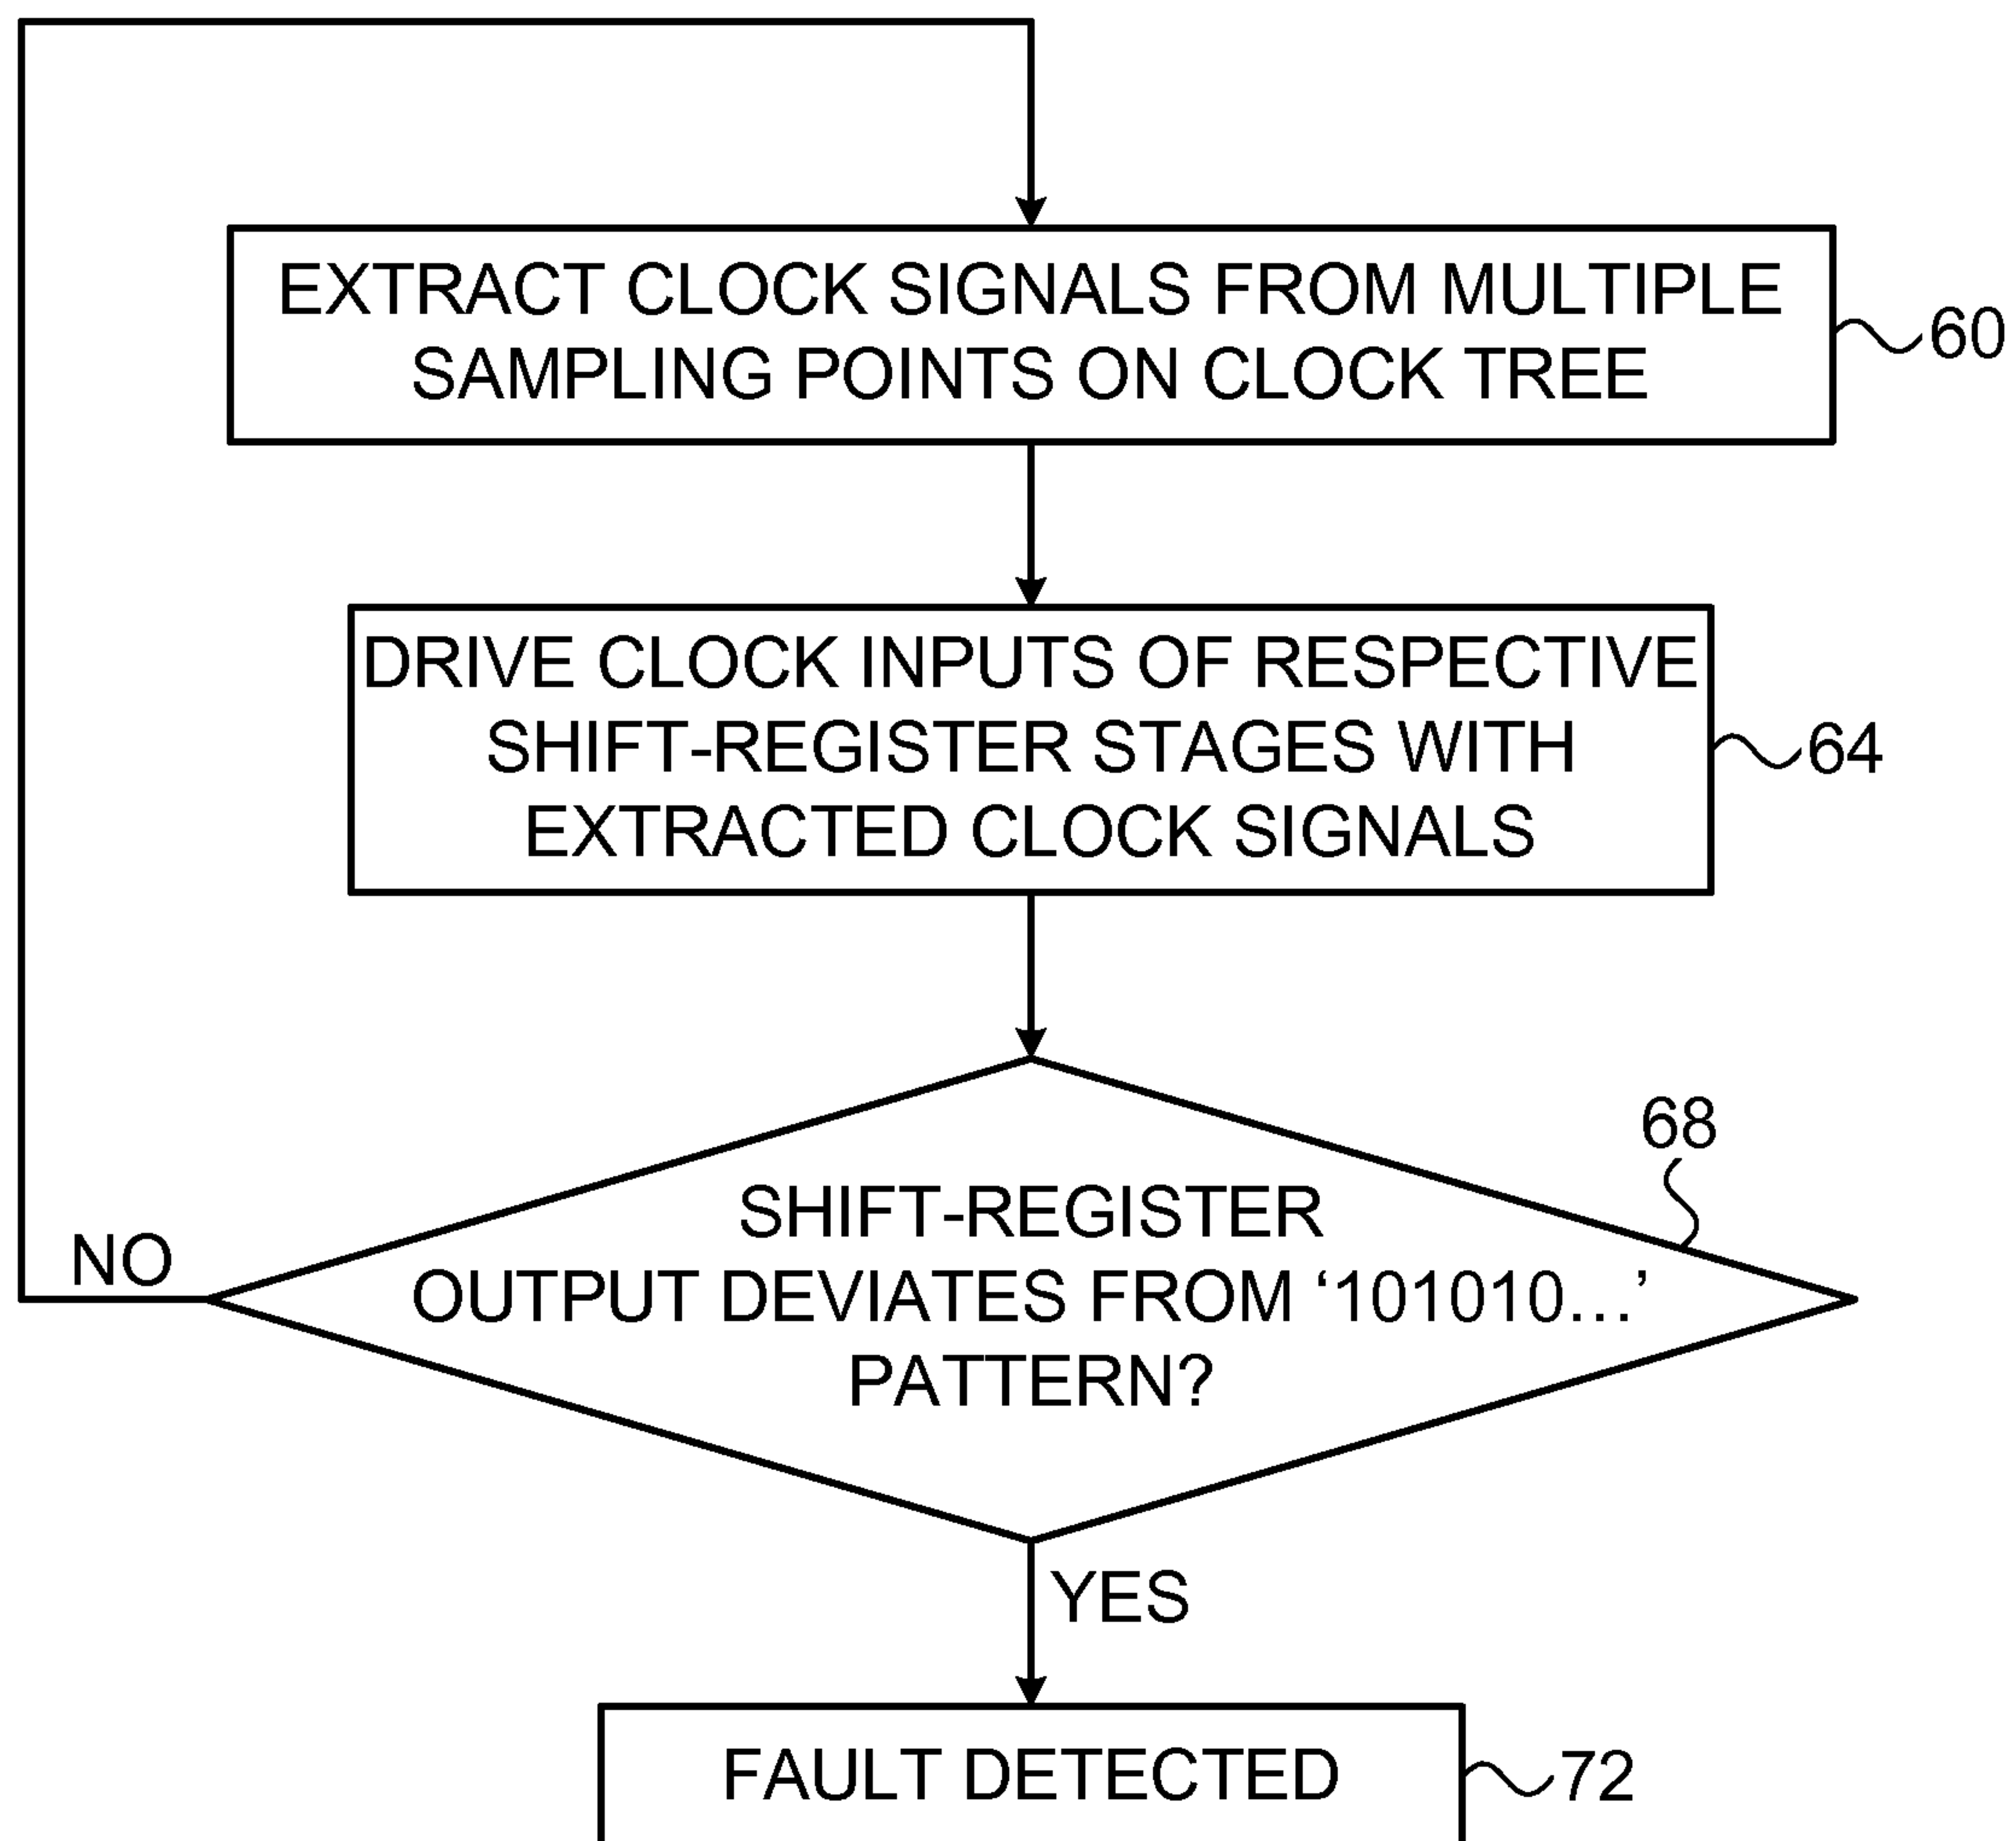 EXTRACT CLOCK SIGNALS FROM MULTIPLE
SAMPLING POINTS ON CLOCK TREE
60
DRIVE CLOCK INPUTS OF RESPECTIVE
SHIFT-REGISTER STAGES WITH
EXTRACTED CLOCK SIGNALS
64
68
SHIFT-REGISTER
OUTPUT DEVIATES FROM ‘101010...’
PATTERN?
NO
YES
FAULT DETECTED
72